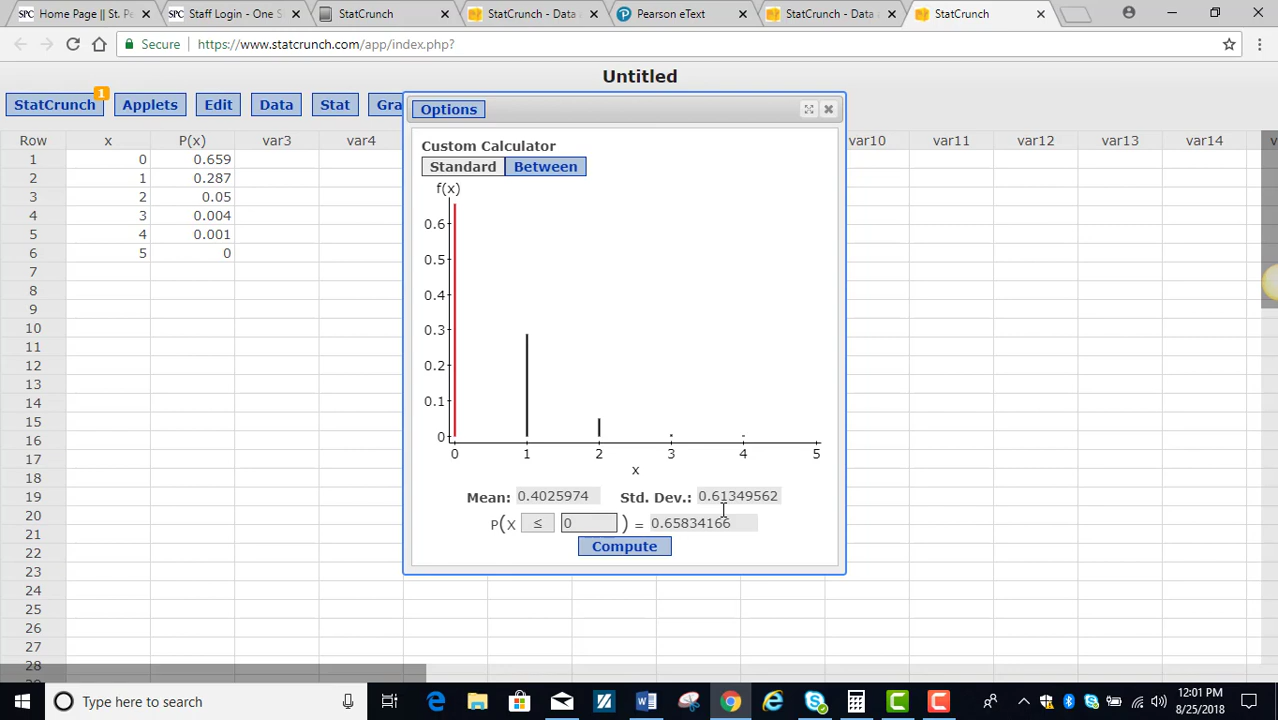 Home Page || St. Pe
Staff Login - One S
StatCrunch
StatCrunch - Data A
Pearson eText
StatCrunch - Data a
StatCrunch
Secure
https://www.statcrunch.com/app/index.php?
Untitled
StatCrunch 1
Applets
Edit
Data
Stat
Gra
Options
Row x P(x) var3 var4 var10 var11 var12 var13 var14
1 0 0.659
2 1 0.287
3 2 0.05
4 3 0.004
5 4 0.001
6 5 0
7
8
9
10
11
12
13
14
15
16
17
18
19
20
21
22
23
24
25
26
27
28
Custom Calculator
Standard Between
f(x)
0.6
0.5
0.4
0.3
0.2
0.1
0
0 1 2 3 4 5
x
Mean: 0.4025974 Std. Dev.: 0.61349562
P(X ≤ 0 ) = 0.65834166
Compute
Type here to search
12:01 PM
8/25/2018